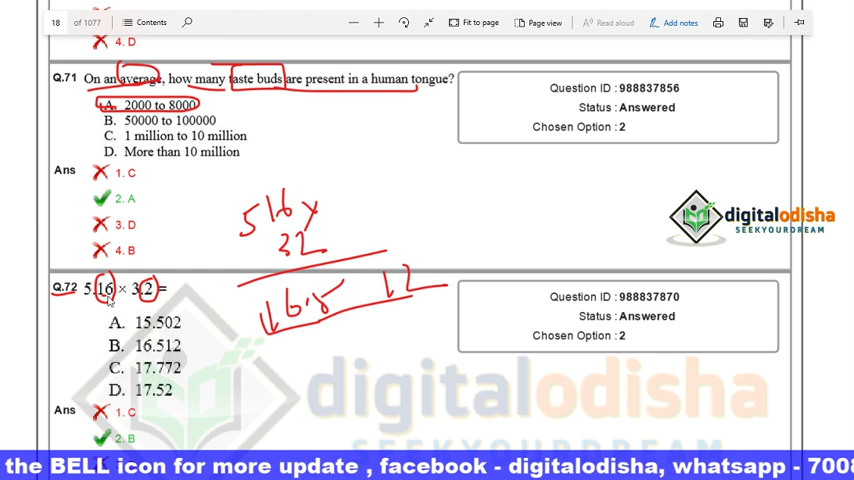 18 of 1077 Contents Fit to page Page view Read aloud Add notes
4. D
Q.71 On an average, how many taste buds are present in a human tongue?
A. 2000 to 8000
B. 50000 to 100000
C. 1 million to 10 million
D. More than 10 million
Question ID : 988837856
Status : Answered
Chosen Option : 2
Ans 1. C
2. A
3. D
4. B
digitalodisha
SEEKYOURDREAM
516 x
32
Q.72 5.16 × 3.2 =
A. 15.502
B. 16.512
C. 17.772
D. 17.52
Question ID : 988837870
Status : Answered
Chosen Option : 2
Ans 1. C
2. B
digitalodisha
SEEKYOURDREAM
the BELL icon for more update , facebook - digitalodisha, whatsapp - 7008